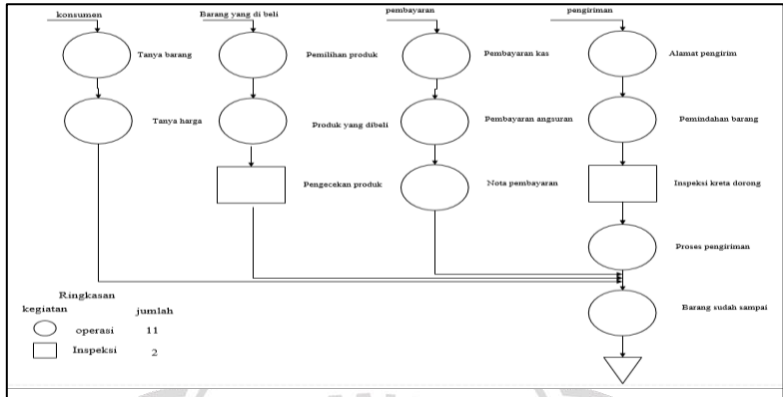 konsumen
Barang yang di beli
pembayaran
pengiriman
Tanya barang
Pemilihan produk
Pembayaran kas
Alamat pengirim
Tanya harga
Produk yang dibeli
Pembayaran angsuran
Pemindahan barang
Pengecekan produk
Nota pembayaran
Inspeksi kreta dorong
Proses pengiriman
Barang sudah sampai
Ringkasan
kegiatan jumlah
operasi 11
Inspeksi 2